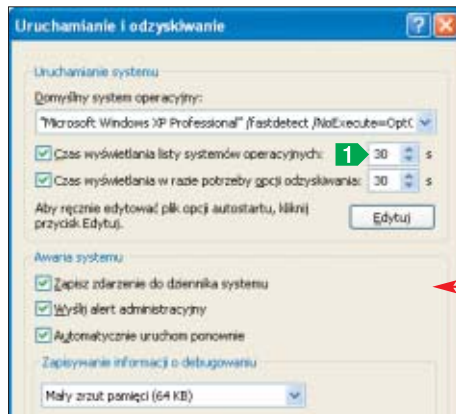 Uruchamianie i odzyskiwanie
Uruchamianie systemu
Domyślny system operacyjny:
"Microsoft Windows XP Professional" /fastdetect /NoExecute=Opt
Czas wyświetlania listy systemów operacyjnych: 1 30 s
Czas wyświetlania w razie potrzeby opcji odzyskiwania: 30 s
Aby ręcznie edytować plik opcji autostartu, kliknij
przycisk Edytuj.
Edytuj
Awaria systemu
Zapisz zdarzenie do dziennika systemu
Wyślij alert administracyjny
Automatycznie uruchom ponownie
Zapisywanie informacji o debugowaniu
Mały zrzut pamięci (64 KB)